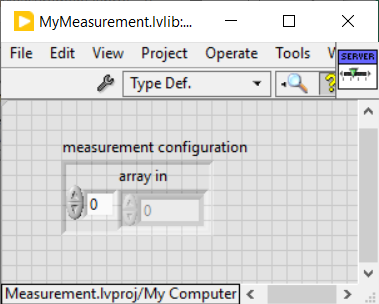 MyMeasurement.lvlib:...
File Edit View Project Operate Tools
Type Def.
SERVER
measurement configuration
array in
0 0
Measurement.lvproj/My Computer